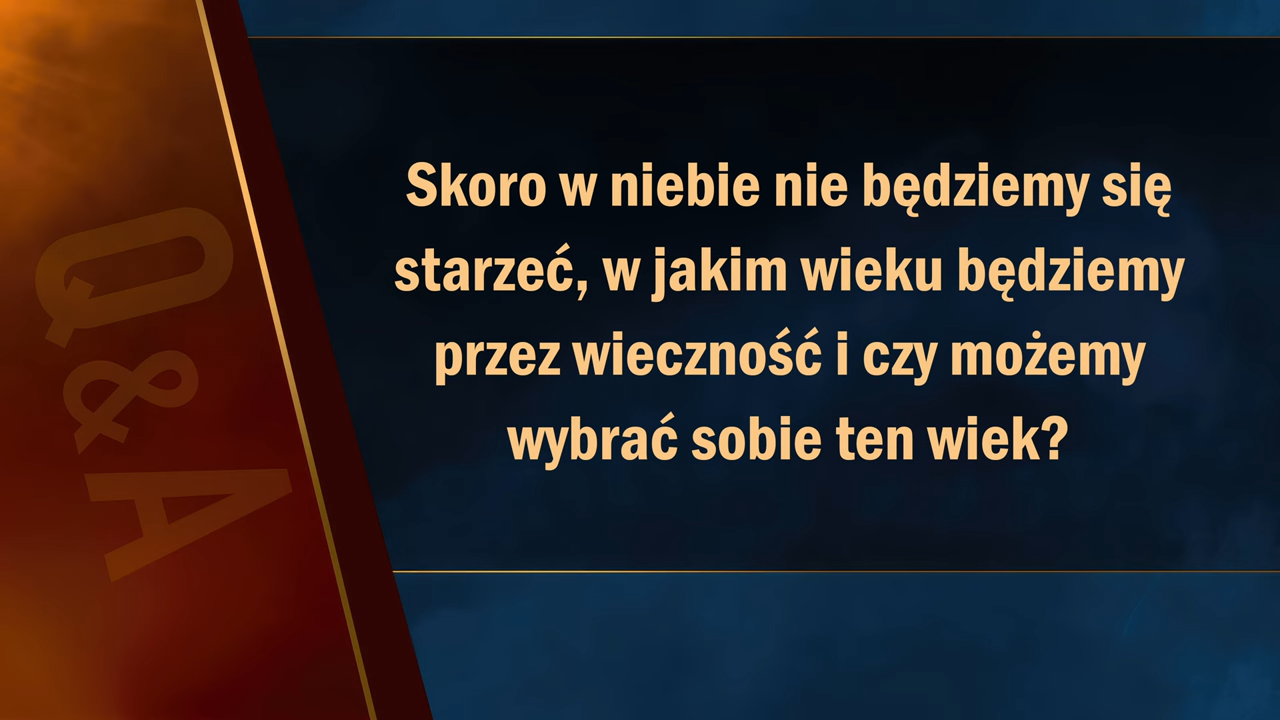 Q&A
Skoro w niebie nie będziemy się
starzeć, w jakim wieku będziemy
przez wieczność i czy możemy
wybrać sobie ten wiek?